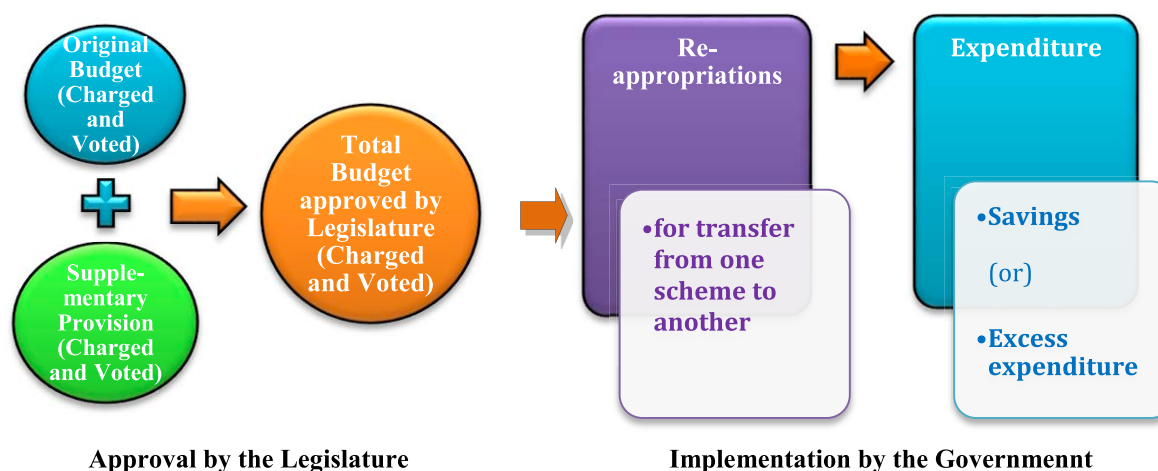 Original
Budget
(Charged
and
Voted)
Supple-
mentary
Provision
(Charged
and Voted)
Total
Budget
approved by
Legislature
(Charged
and Voted)
Re-
appropriations
•for transfer
from one
scheme to
another
Expenditure
•Savings
(or)
•Excess
expenditure
Approval by the Legislature
Implementation by the Governmennt